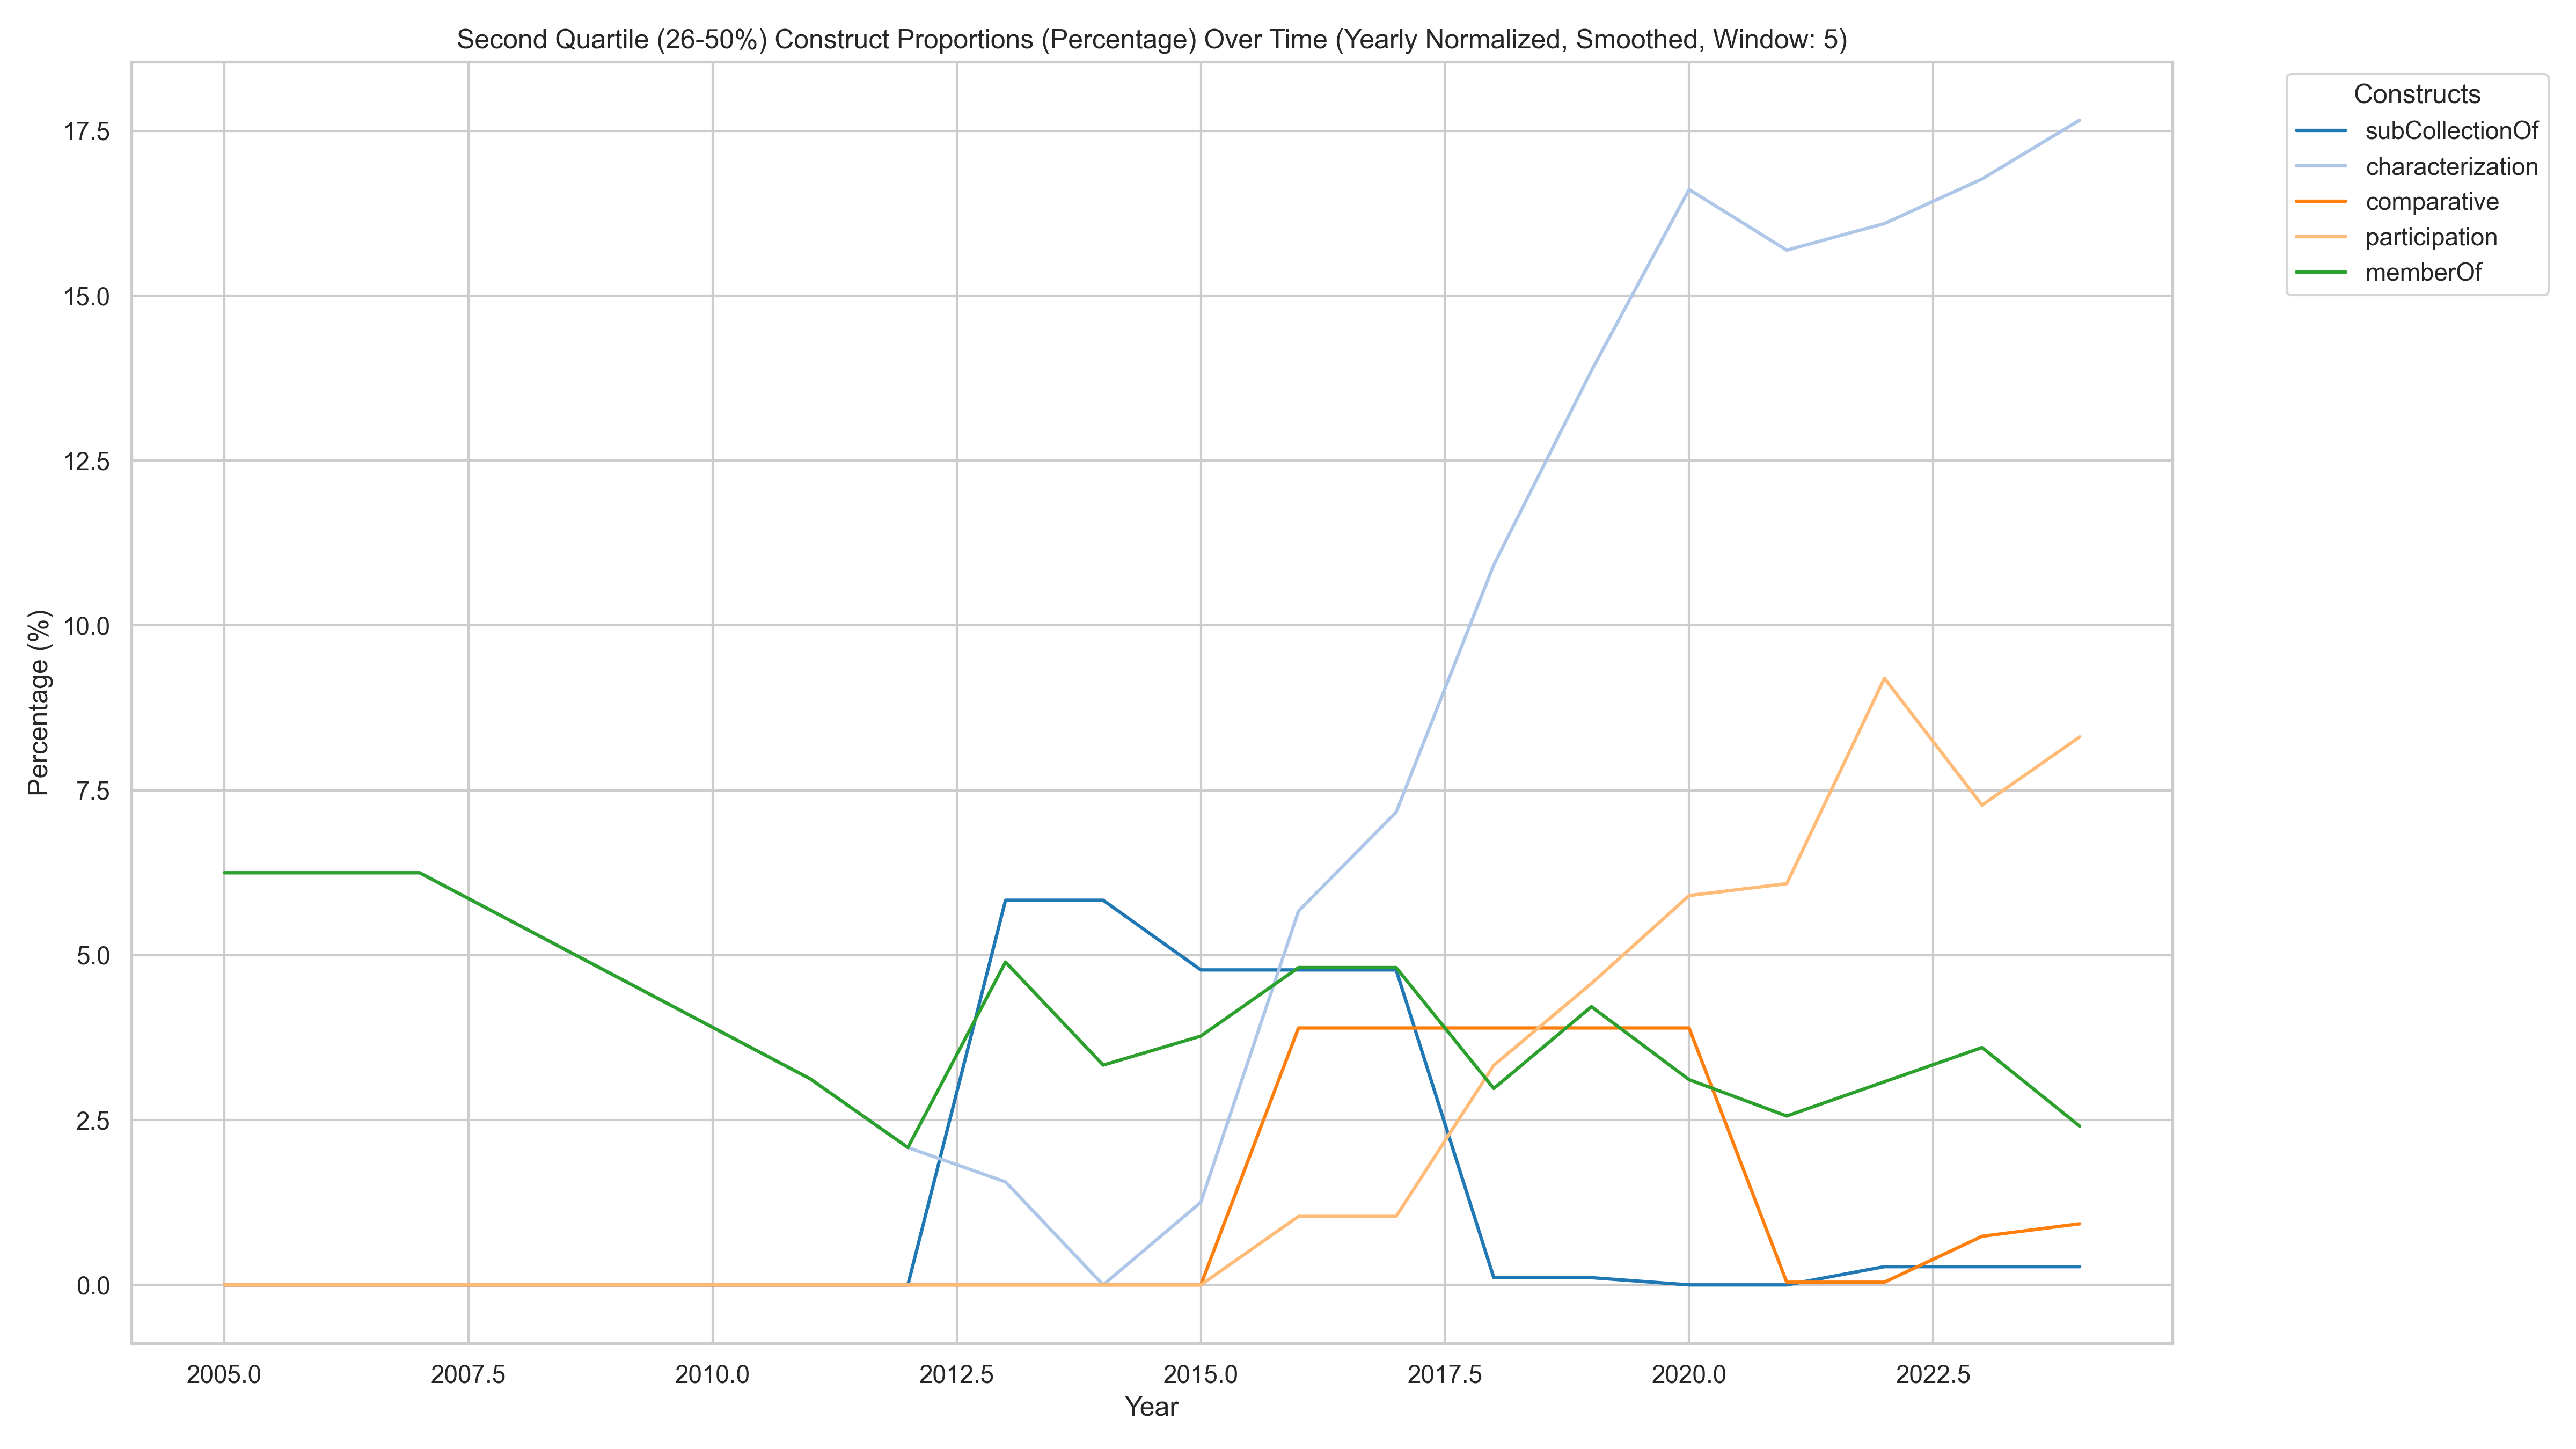 Second Quartile (26-50%) Construct Proportions (Percentage) Over Time (Yearly Normalized, Smoothed, Window: 5)
Constructs
subCollectionOf
characterization
comparative
participation
memberOf
Percentage (%)
17.5
15.0
12.5
10.0
7.5
5.0
2.5
0.0
2005.0 2007.5 2010.0 2012.5 2015.0 2017.5 2020.0 2022.5
Year